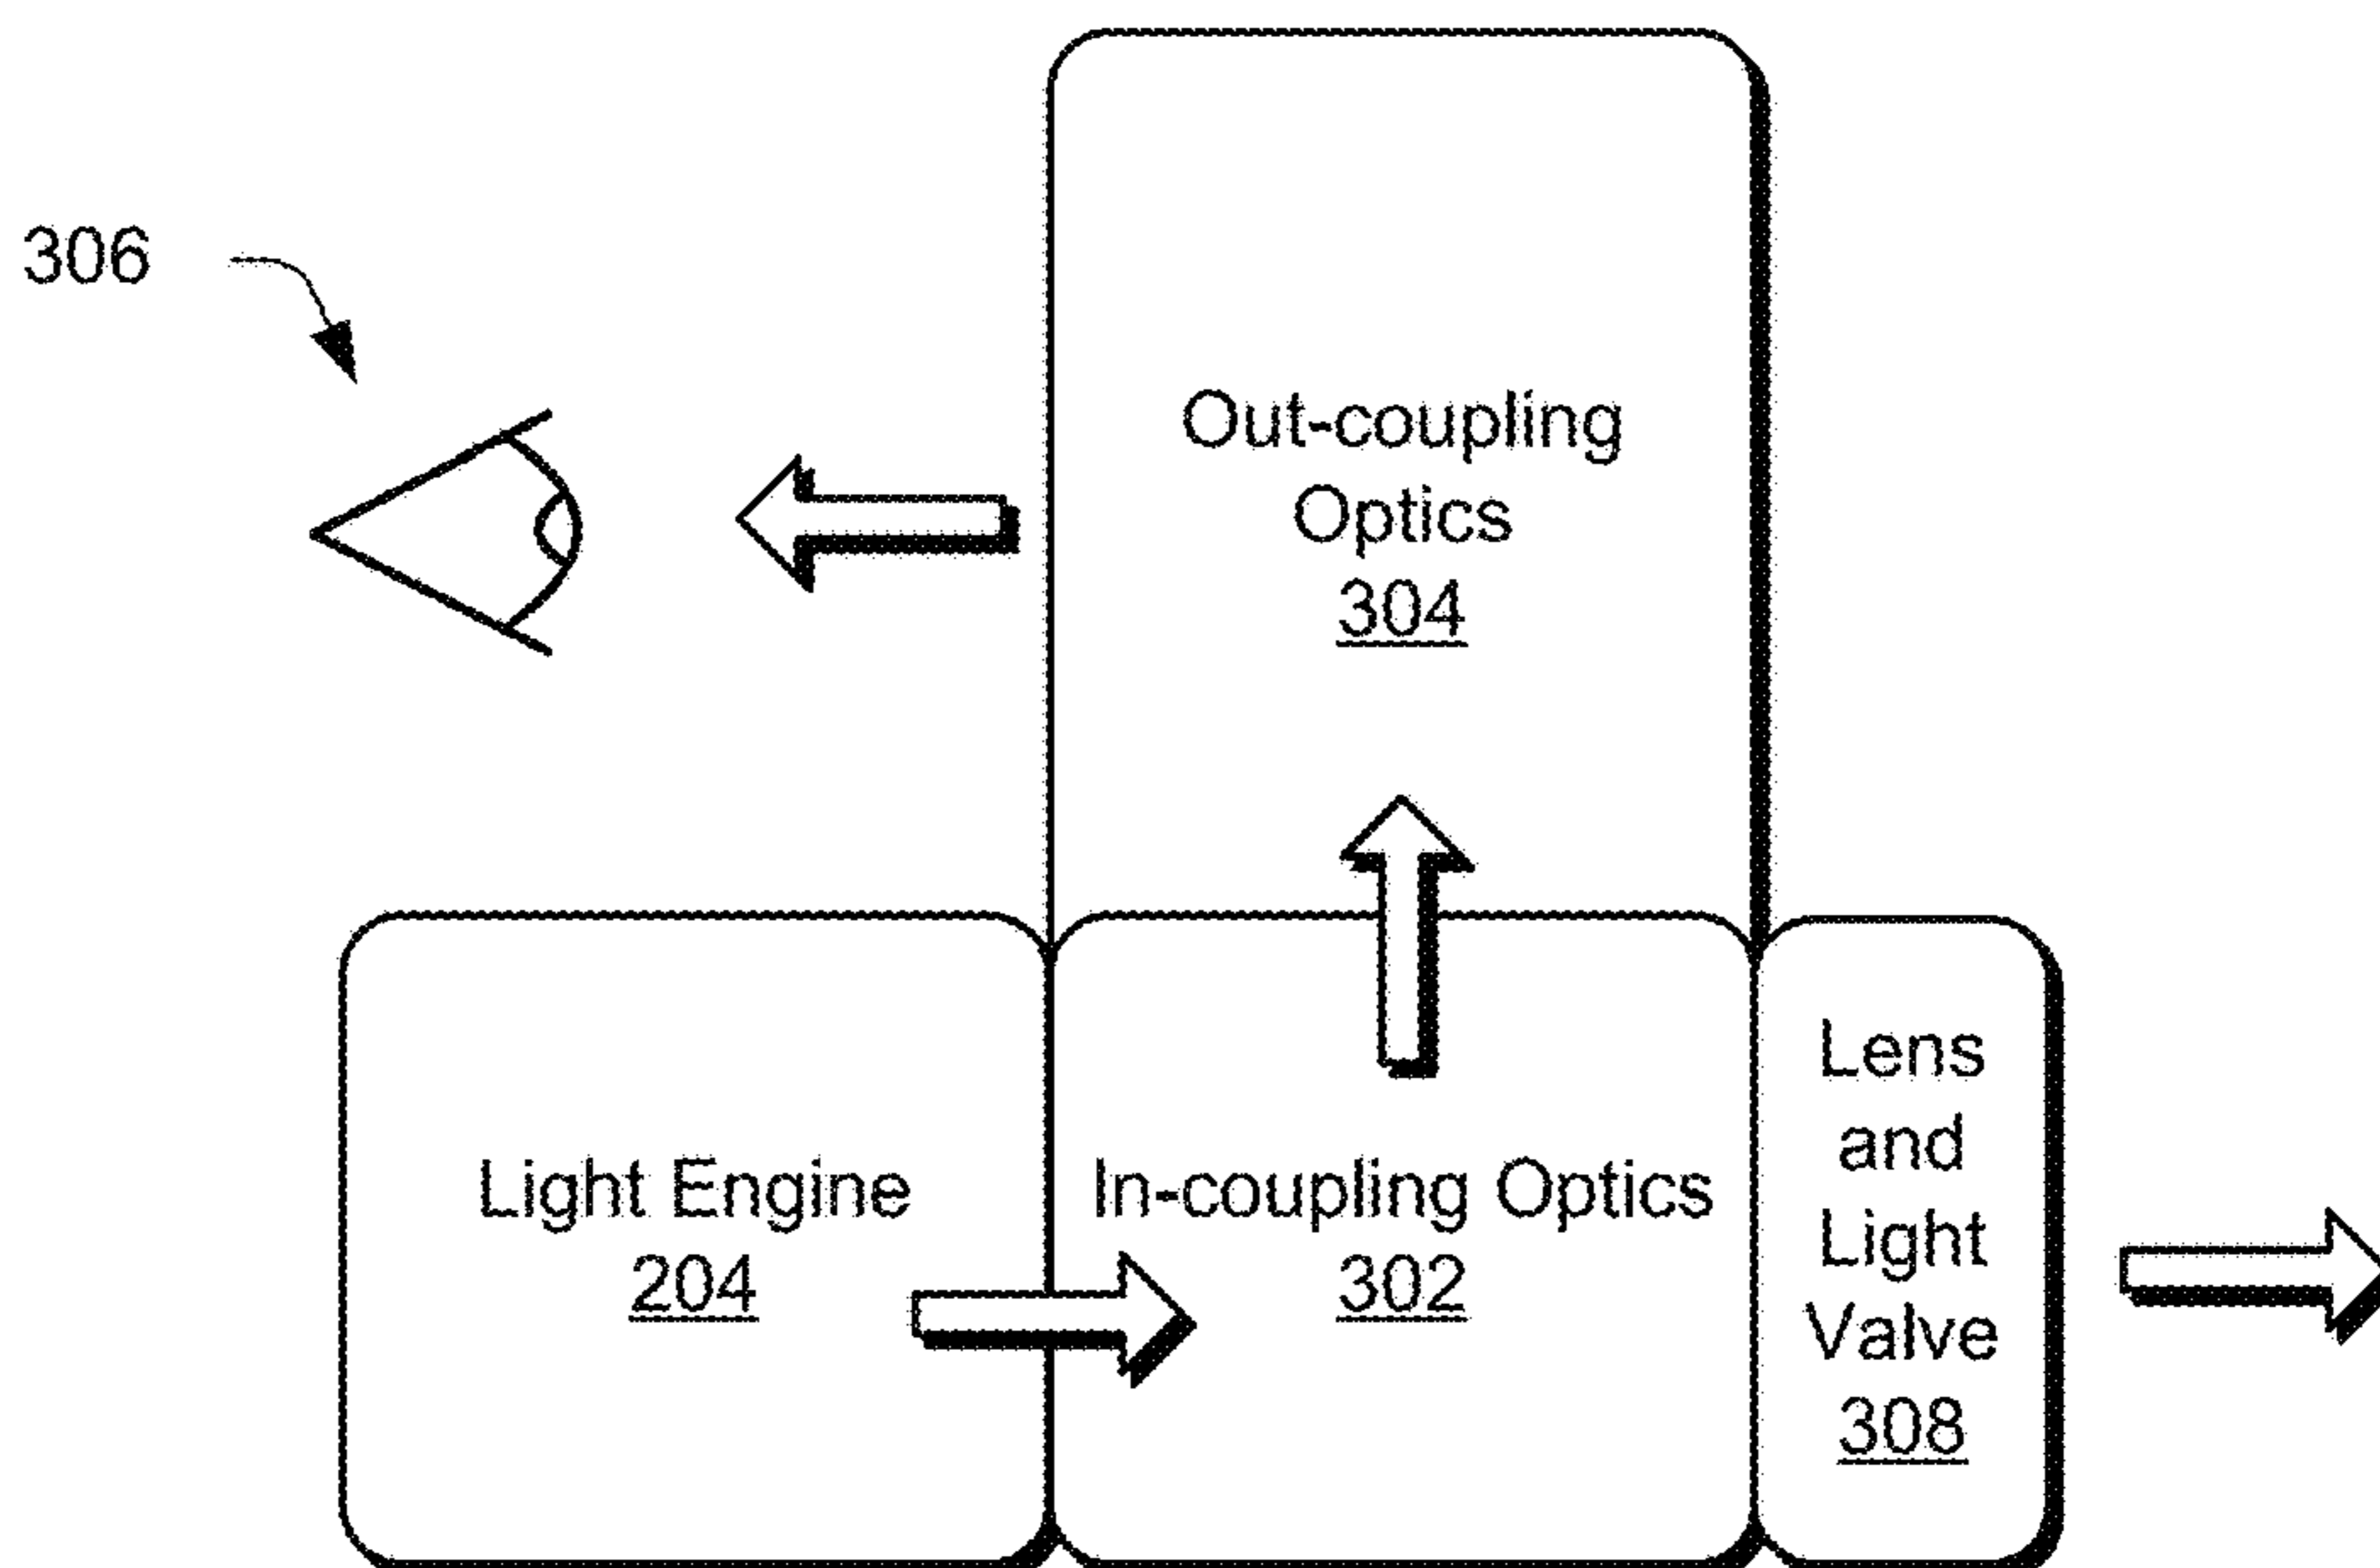 306
Out-coupling
Optics
304
Light Engine
204
In-coupling Optics
302
Lens
and
Light
Valve
308